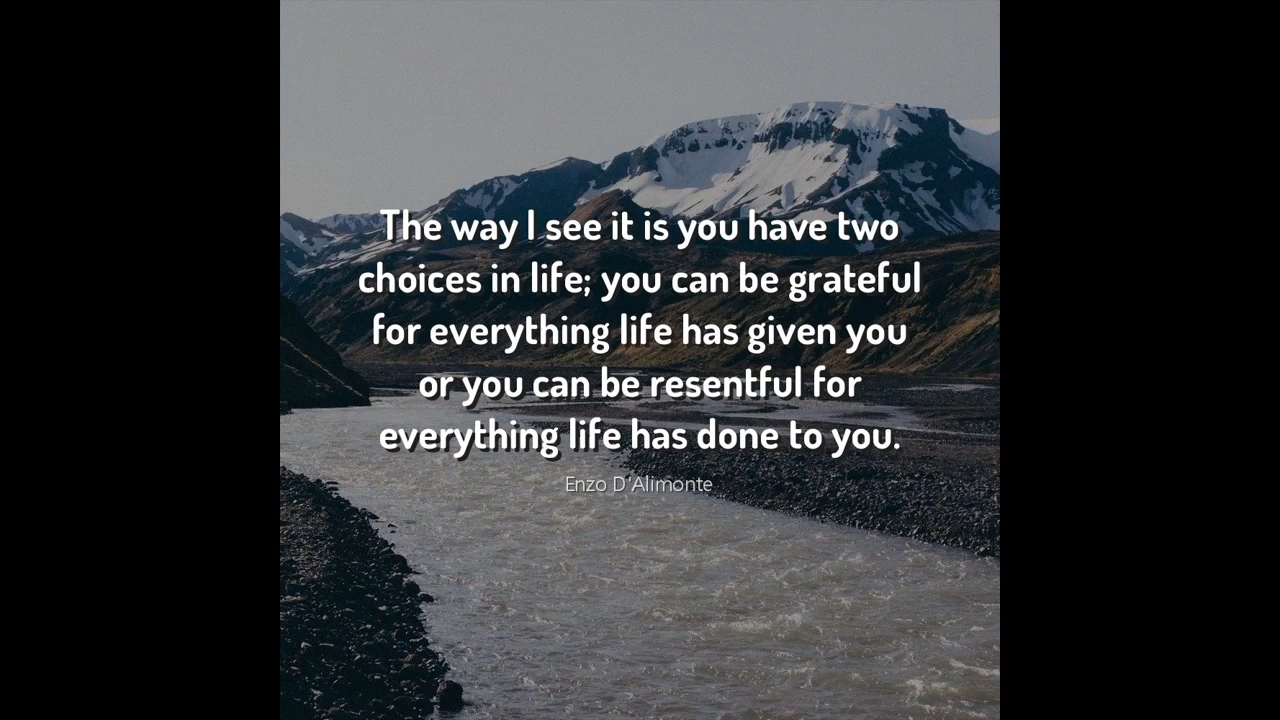 The way I see it is you have two
choices in life; you can be grateful
for everything life has given you
or you can be resentful for
everything life has done to you.
Enzo D'Alimonte